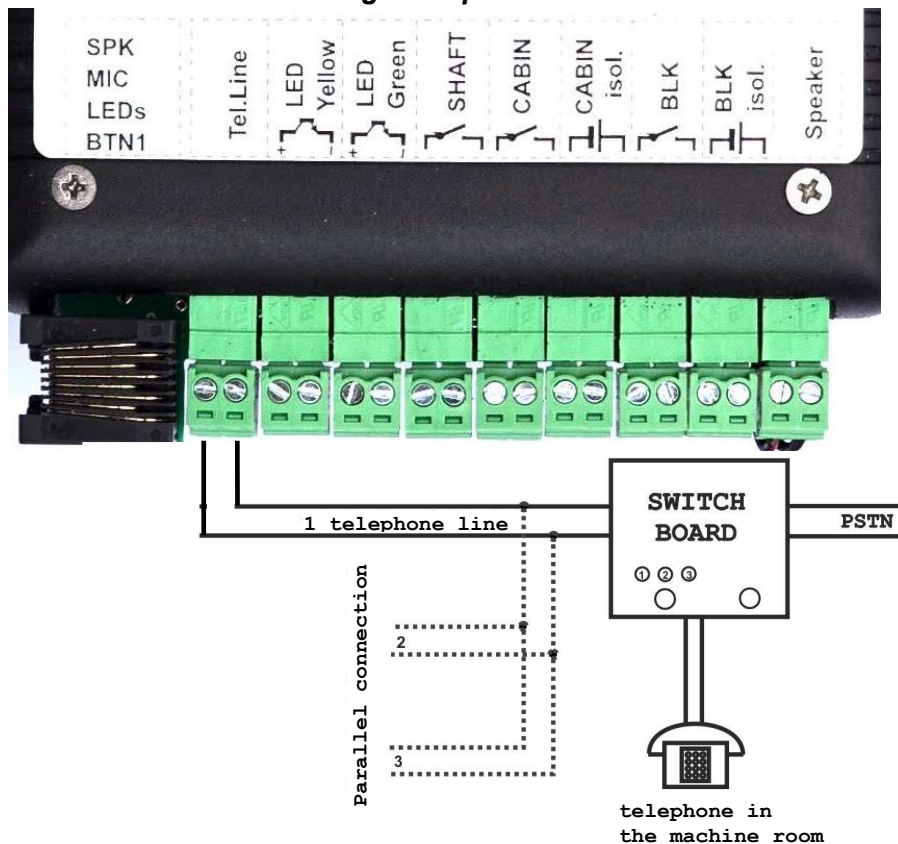 SPK
MIC
LEDs
BTN1
Tel.Line
LED
Yellow
+ -
LED
Green
+ -
SHAFT
CABIN
CABIN
isol.
BLK
BLK
isol.
Speaker
1 telephone line
SWITCH
BOARD
1 2 3
PSTN
Parallel connection
2
3
telephone in
the machine room